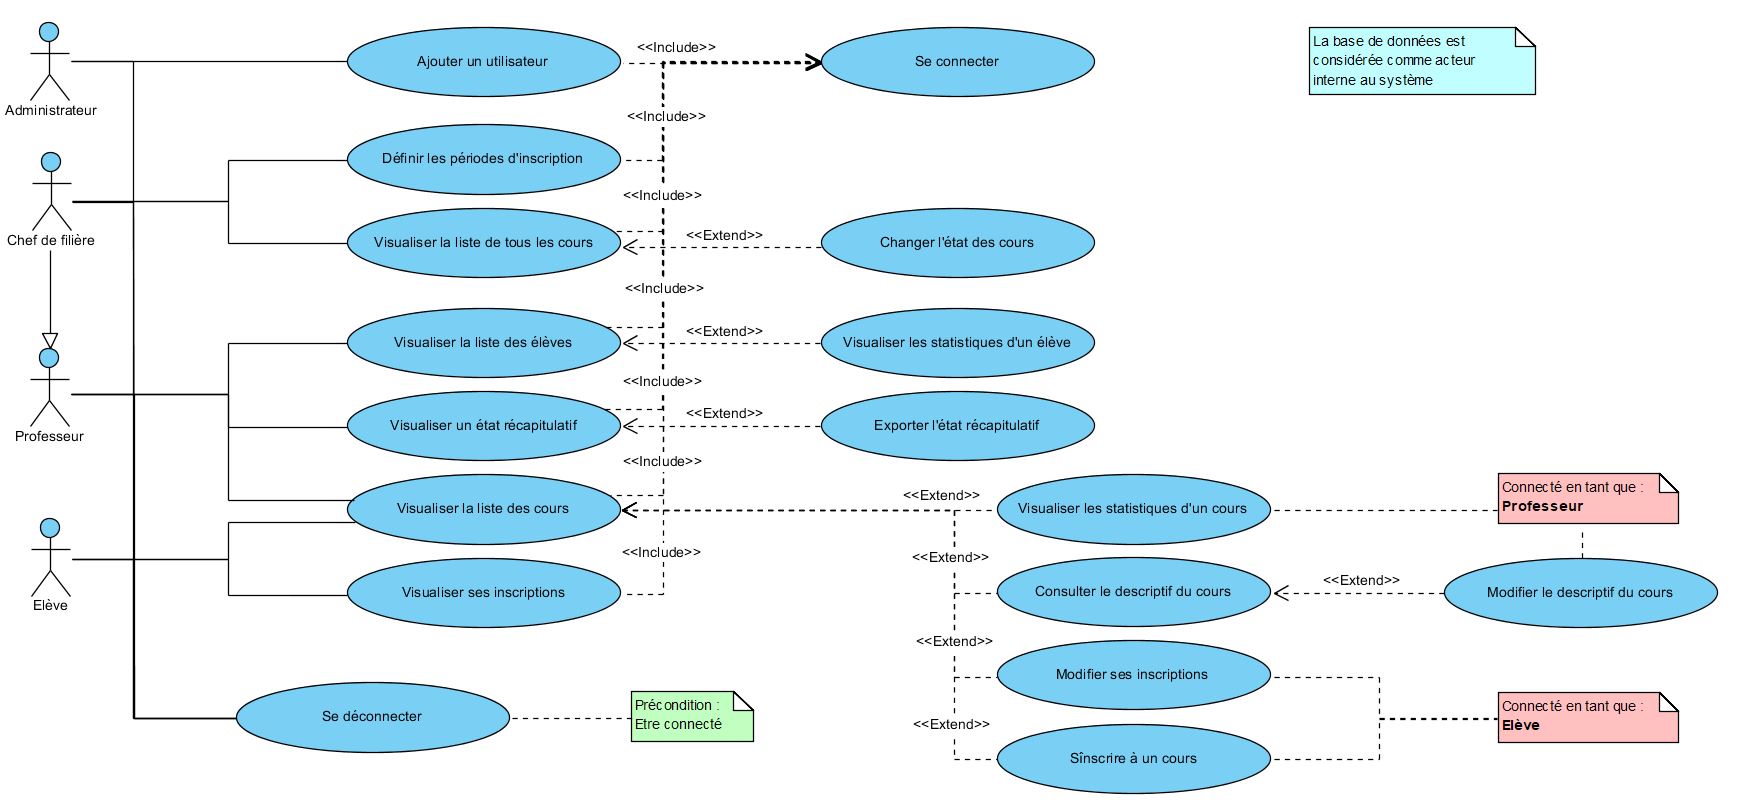 Administrateur
Ajouter un utilisateur
<<Include>>
Se connecter
La base de données est
considérée comme acteur
interne au système
<<Include>>
Chef de filière
Définir les périodes d'inscription
<<Include>>
Visualiser la liste de tous les cours
<<Extend>>
Changer l'état des cours
<<Include>>
Visualiser la liste des élèves
<<Extend>>
Visualiser les statistiques d'un élève
<<Include>>
Professeur
Visualiser un état récapitulatif
<<Extend>>
Exporter l'état récapitulatif
<<Include>>
Visualiser la liste des cours
<<Extend>>
Visualiser les statistiques d'un cours
Connecté en tant que :
Professeur
<<Include>>
<<Extend>>
Elève
Visualiser ses inscriptions
Consulter le descriptif du cours
<<Extend>>
Modifier le descriptif du cours
<<Extend>>
Modifier ses inscriptions
Se déconnecter
Précondition :
Etre connecté
<<Extend>>
Connecté en tant que :
Elève
Sînscrire à un cours